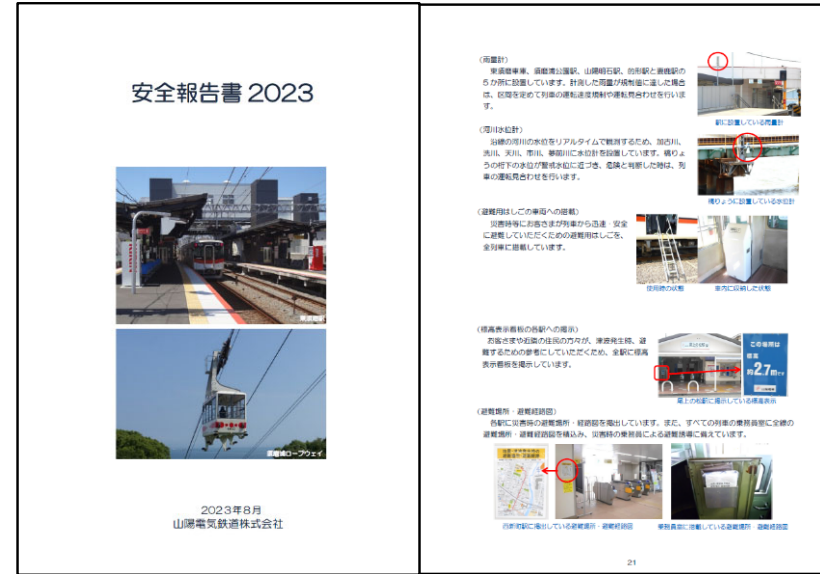 安全報告書 2023
東須磨駅
須磨浦ロープウェイ
2023年8月
山陽電気鉄道株式会社
(雨量計)
東須磨車庫、須磨浦公園駅、山陽明石駅、別府駅と妻鹿駅の
5か所に設置しています。計測した雨量が規制値に達した場合
は、区間を定めて列車の運転速度規制や運転見合わせを行いま
す。
駅に設置している雨量計
(河川水位計)
沿線の河川の水位をリアルタイムで観測するため、加古川、
洗川、天川、市川、夢前川に水位計を設置しています。橋りょ
うの桁下の水位が警戒水位に近づき、危険と判断した時は、列
車の運転見合わせを行います。
橋りょうに設置している水位計
(避難用はしごの車両への搭載)
災害時等にお客さまが列車から迅速・安全
に避難していただくための避難用はしごを、
全列車に搭載しています。
使用時の状態
車内に収納した状態
(標高表示看板の各駅への掲示)
お客さまや近隣の住民の方々が、津波発生時、避
難するための参考にしていただくため、全駅に標高
表示看板を掲示しています。
この場所は
標高
約2.7mです
尾上の松駅に掲示している標高表示
(避難場所・避難経路図)
各駅に災害時の避難場所・経路図を掲出しています。また、すべての列車の乗務員室に全線の
避難場所・避難経路図を積込み、災害時の乗務員による避難誘導に備えています。
西新町駅に掲出している避難場所・避難経路図
乗務員室に搭載している避難場所・避難経路図
21